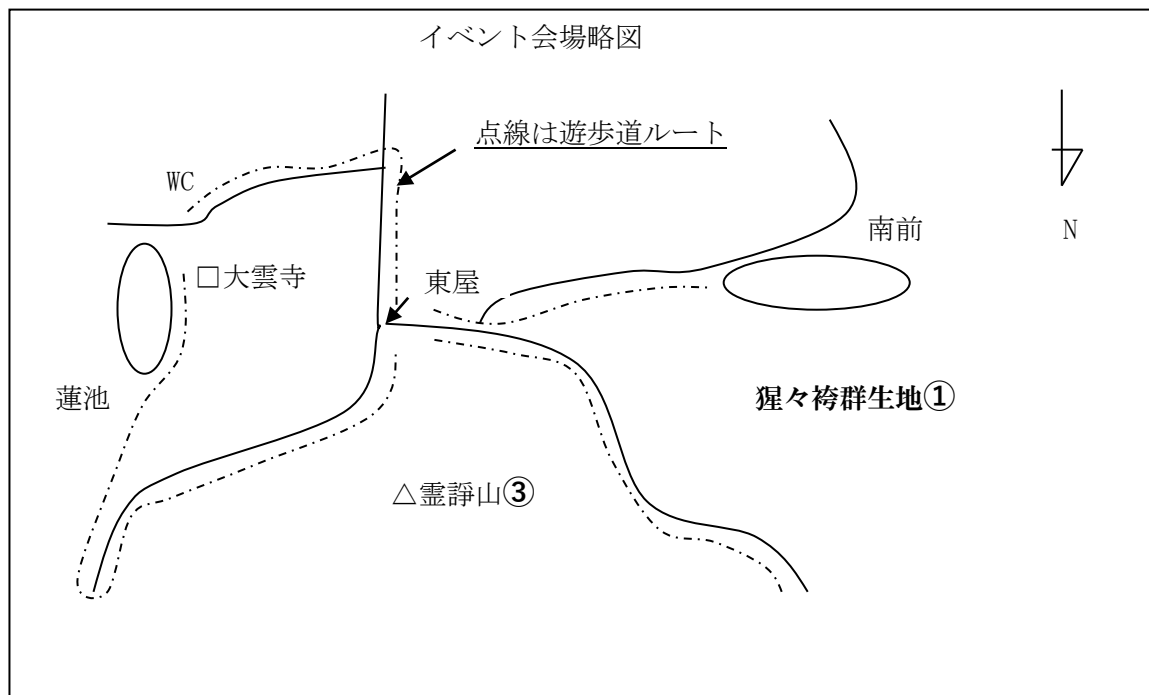 イベント会場略図
点線は遊歩道ルート
WC
南前
N
□大雲寺
東屋
蓮池
猩々袴群生地①
△霊諍山③